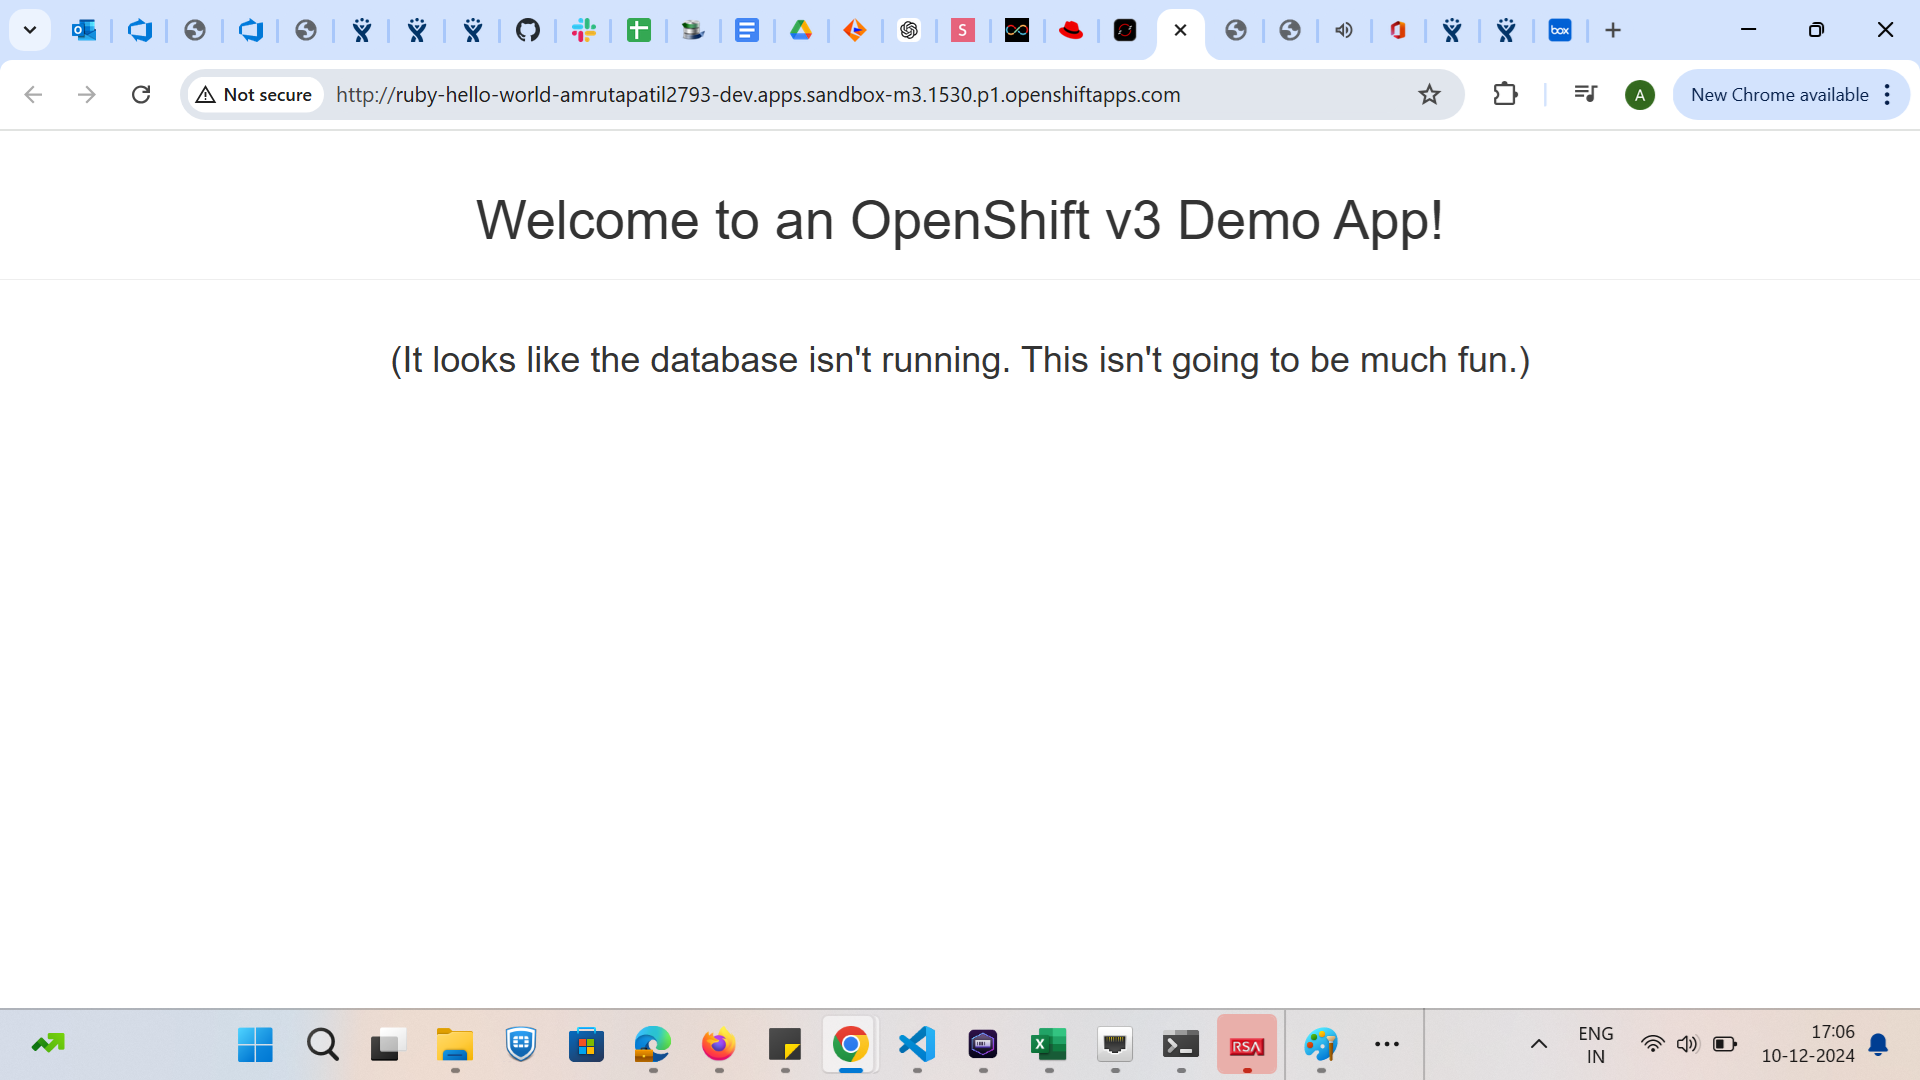 Not secure
http://ruby-hello-world-amrutapatil2793-dev.apps.sandbox-m3.1530.p1.openshiftapps.com
A
New Chrome available
S
box
Welcome to an OpenShift v3 Demo App!
(It looks like the database isn't running. This isn't going to be much fun.)
RSA
ENG
IN
17:06
10-12-2024